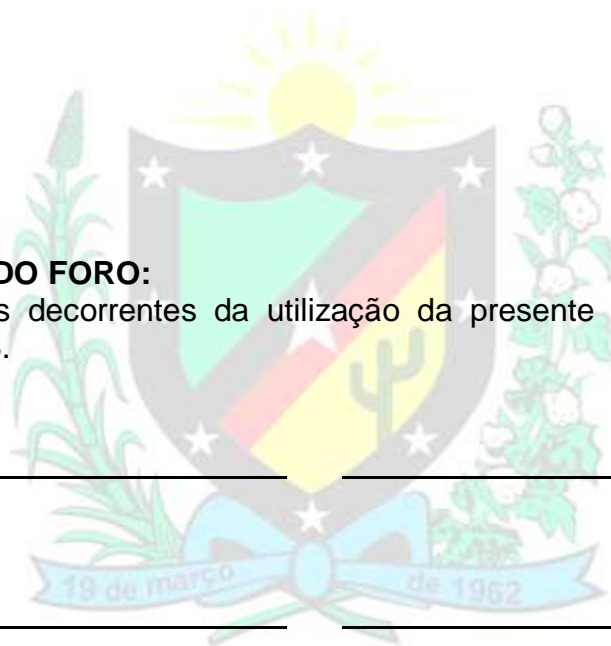 DO FORO:
s decorrentes da utilização da presente
.
19 de março de 1962